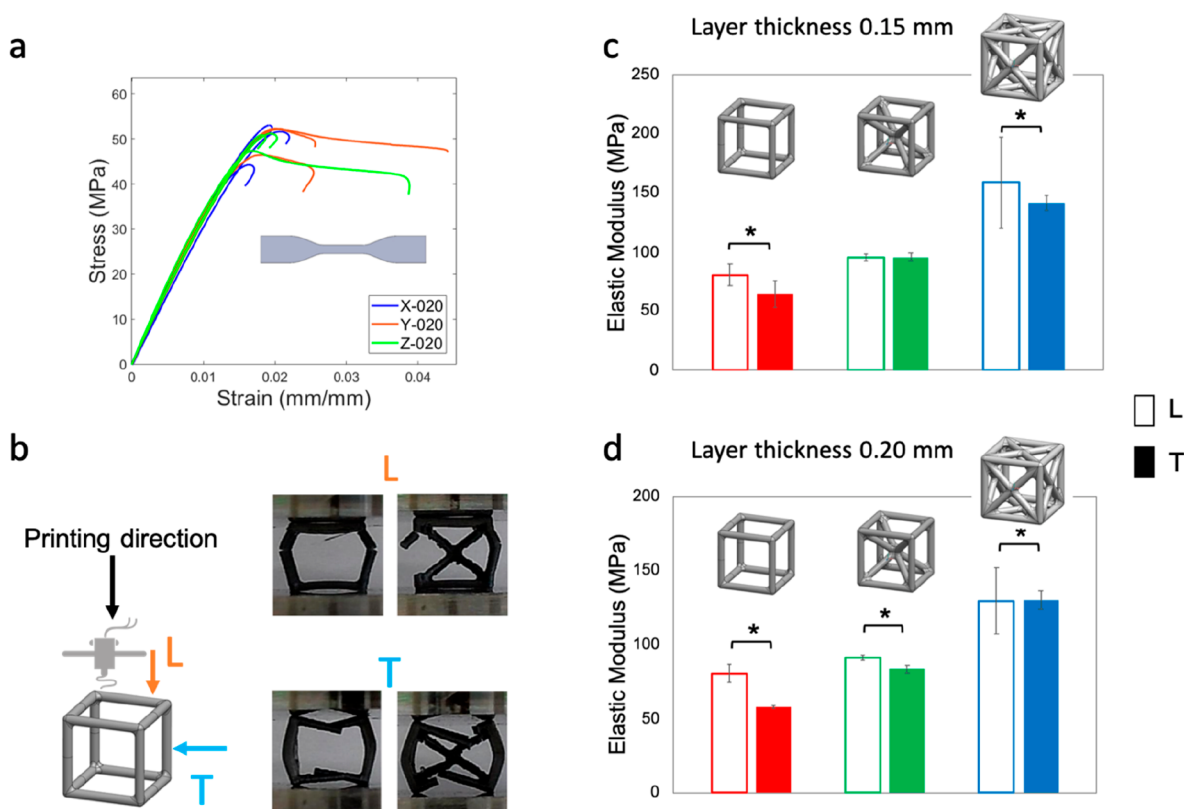 a
60
50
40
30
20
10
0
Stress (MPa)
0
0.01
0.02
0.03
0.04
Strain (mm/mm)
X-020
Y-020
Z-020
b
Printing direction
L
T
L
T
c
Layer thickness 0.15 mm
250
200
150
100
50
0
Elastic Modulus (MPa)
*
*
L
T
d
Layer thickness 0.20 mm
200
150
100
50
0
Elastic Modulus (MPa)
*
*
*